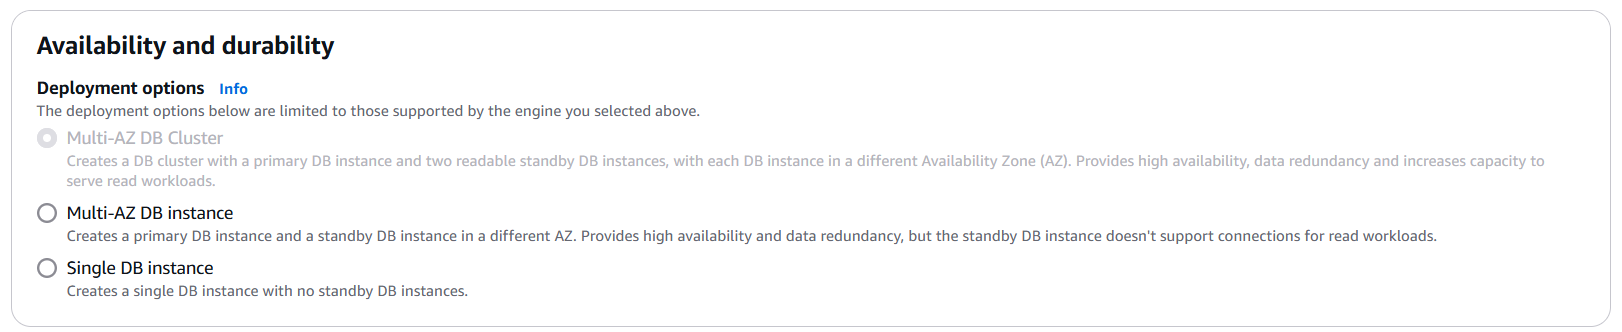 Availability and durability
Deployment options Info
The deployment options below are limited to those supported by the engine you selected above.
Multi-AZ DB Cluster
Creates a DB cluster with a primary DB instance and two readable standby DB instances, with each DB instance in a different Availability Zone (AZ). Provides high availability, data redundancy and increases capacity to
serve read workloads.
Multi-AZ DB instance
Creates a primary DB instance and a standby DB instance in a different AZ. Provides high availability and data redundancy, but the standby DB instance doesn't support connections for read workloads.
Single DB instance
Creates a single DB instance with no standby DB instances.